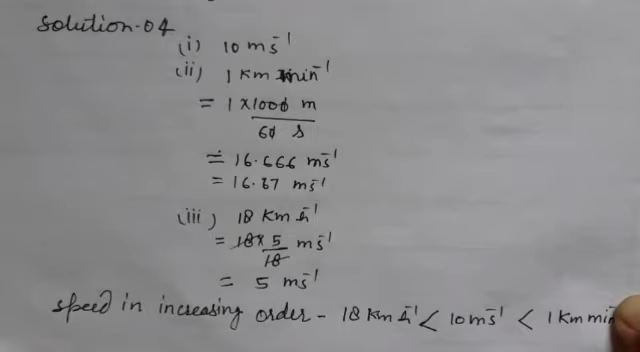 Solution-04
(i) 10 ms⁻¹
(ii) 1 Km min⁻¹
= 1 × 1000 m
60 s
= 16.666 ms⁻¹
= 16.67 ms⁻¹
(iii) 18 Km h⁻¹
= 18 × 5 ms⁻¹
18
= 5 ms⁻¹
speed in increasing order - 18 Km h⁻¹ < 10 ms⁻¹ < 1 Km min